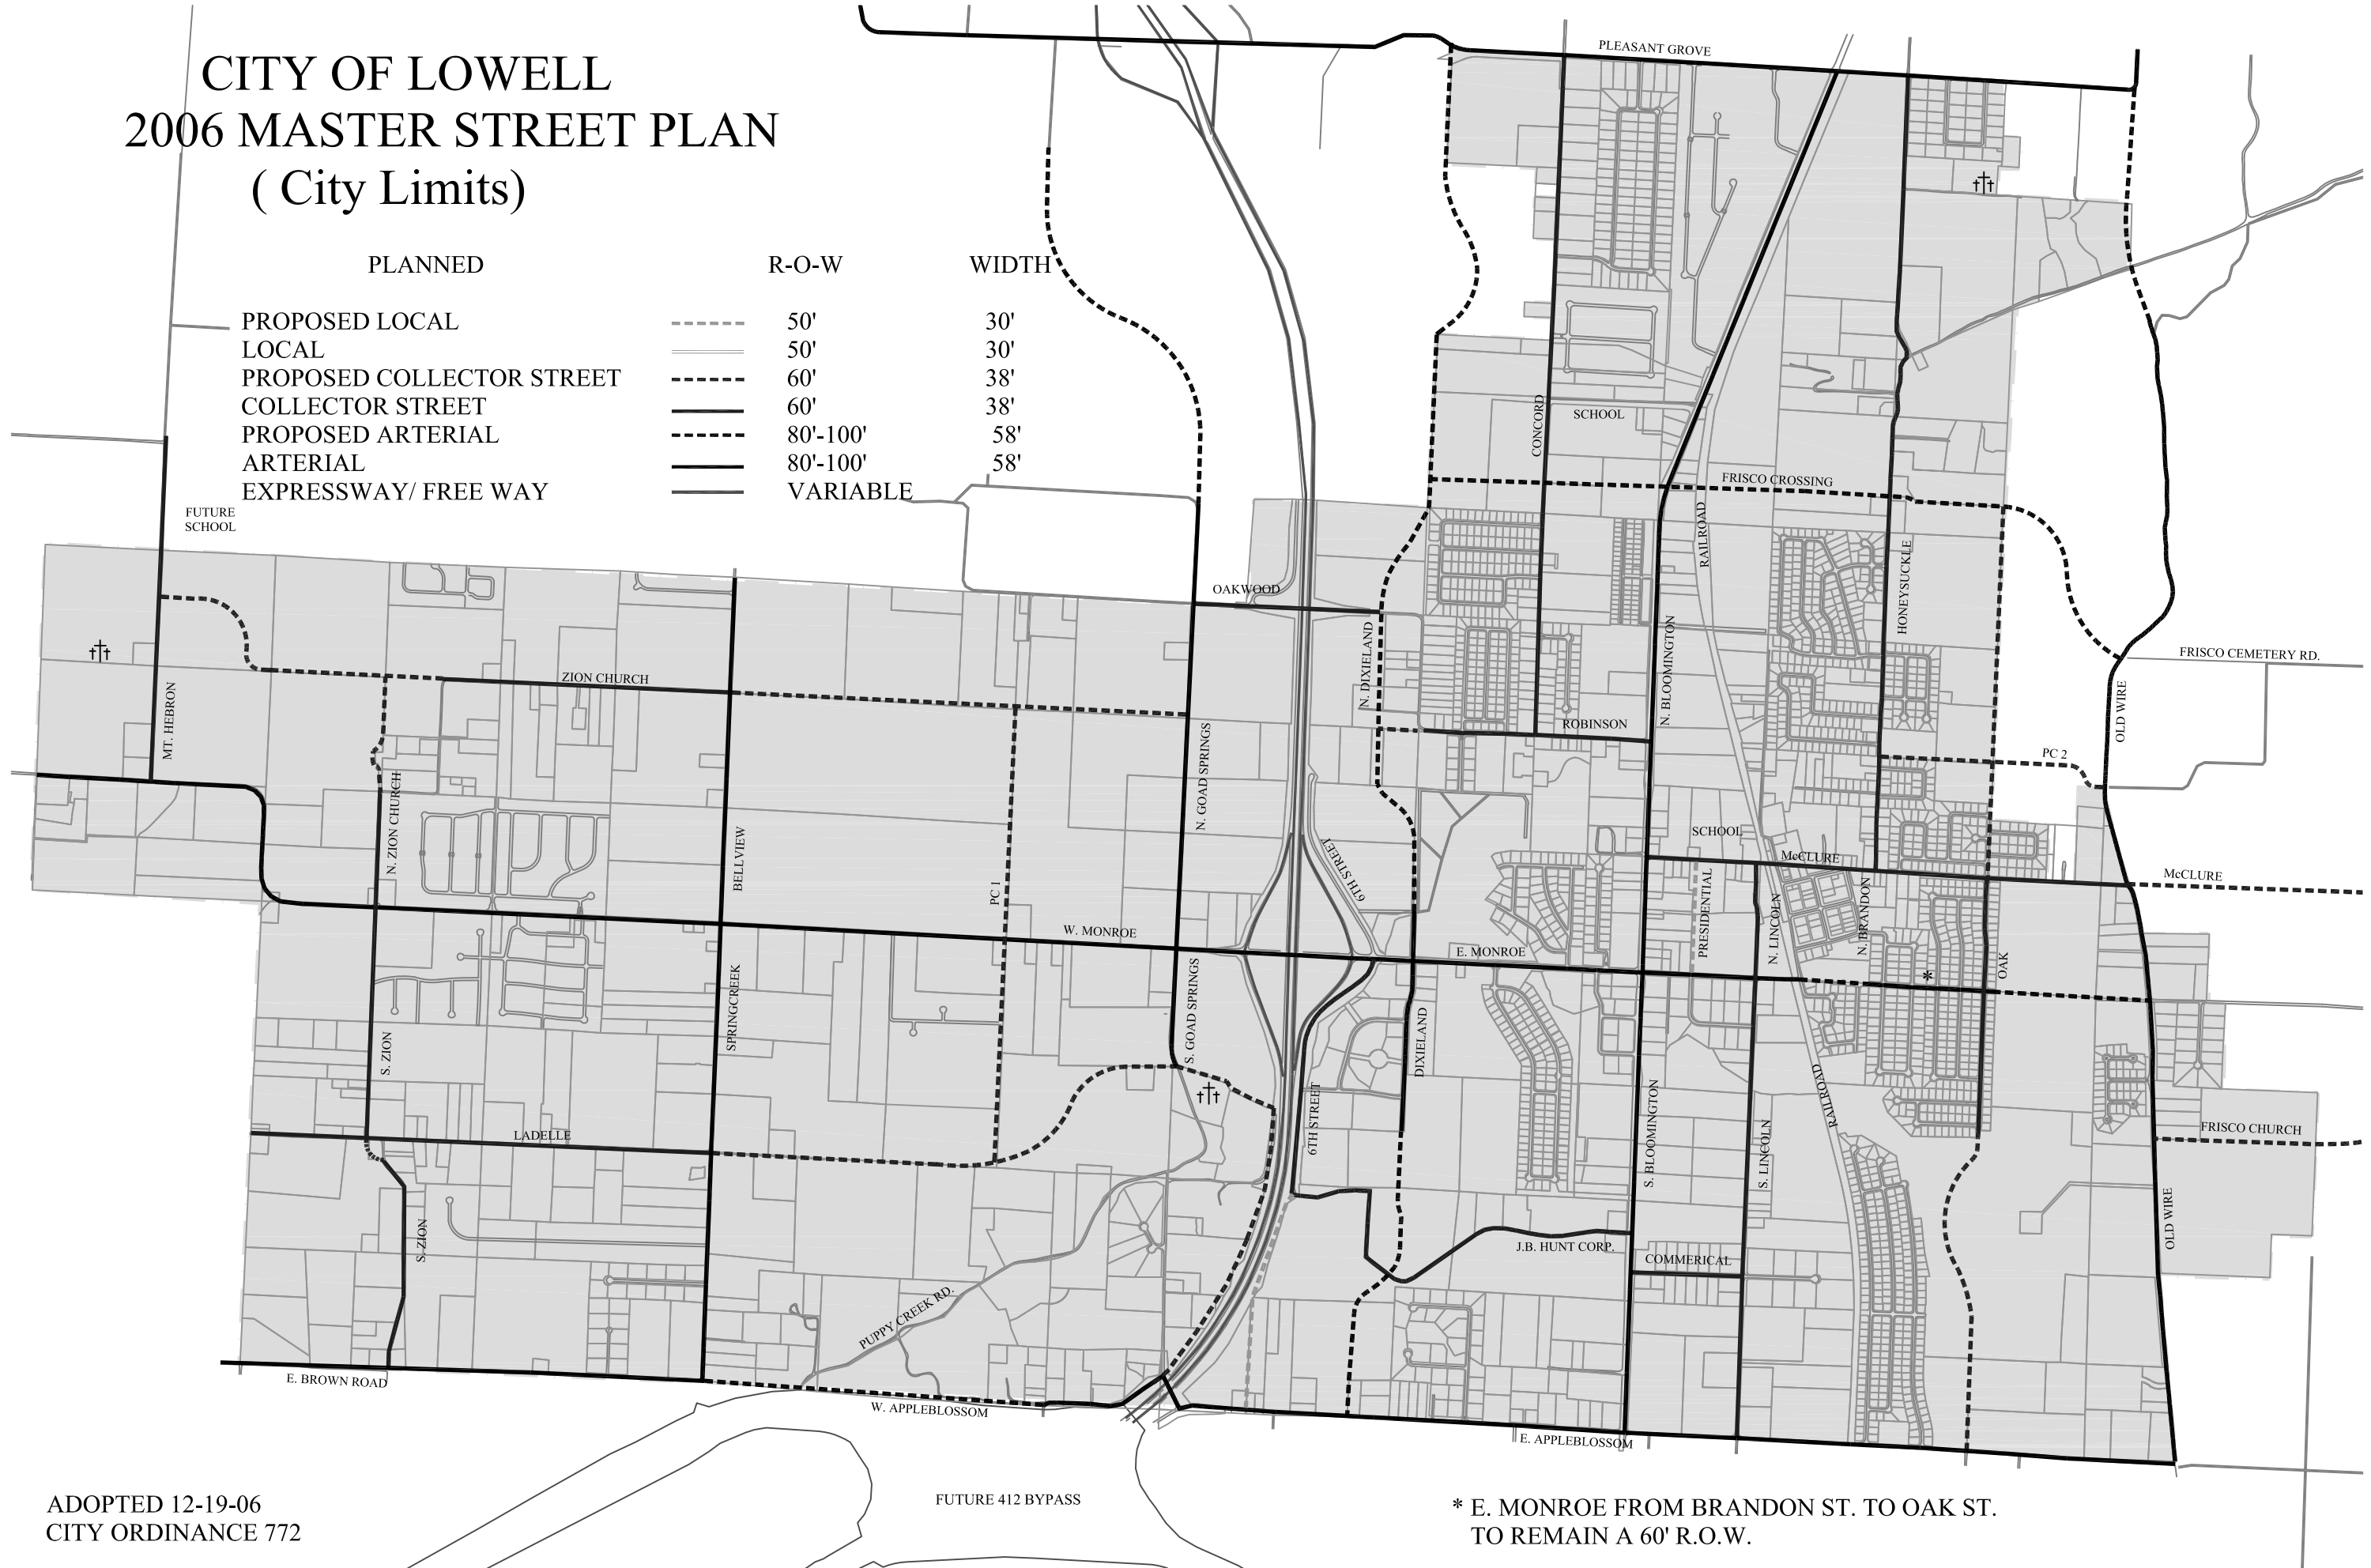 CITY OF LOWELL
2006 MASTER STREET PLAN
( City Limits)
PLANNED R-O-W WIDTH
PROPOSED LOCAL 50' 30'
LOCAL 50' 30'
PROPOSED COLLECTOR STREET 60' 38'
COLLECTOR STREET 60' 38'
PROPOSED ARTERIAL 80'-100' 58'
ARTERIAL 80'-100' 58'
EXPRESSWAY/ FREE WAY VARIABLE
PLEASANT GROVE
CONCORD
SCHOOL
FRISCO CROSSING
RAILROAD
FUTURE
SCHOOL
OAKWOOD
HONEYSUCKLE
N. DIXIELAND
N. BLOOMINGTON
FRISCO CEMETERY RD.
ZION CHURCH
MT. HEBRON
OLD WIRE
ROBINSON
N. GOAD SPRINGS
PC 2
N. ZION CHURCH
BELLVIEW
SCHOOL
McCLURE
6TH STREET
McCLURE
PC 1
PRESIDENTIAL
N. LINCOLN
N. BRANDON
W. MONROE
E. MONROE
*
OAK
SPRINGCREEK
S. GOAD SPRINGS
DIXIELAND
S. ZION
RAILROAD
6TH STREET
S. BLOOMINGTON
S. LINCOLN
LADELLE
FRISCO CHURCH
S. ZION
OLD WIRE
J.B. HUNT CORP.
COMMERICAL
PUPPY CREEK RD.
E. BROWN ROAD
W. APPLEBLOSSOM
E. APPLEBLOSSOM
FUTURE 412 BYPASS
ADOPTED 12-19-06
CITY ORDINANCE 772
* E. MONROE FROM BRANDON ST. TO OAK ST.
TO REMAIN A 60' R.O.W.